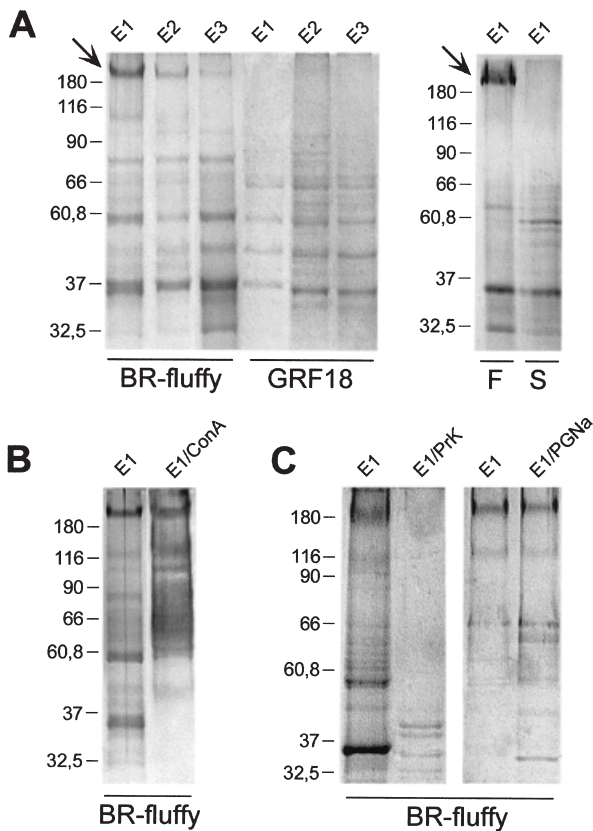 A
E1 E2 E3 E1 E2 E3
180
116
90
66
60,8
37
32,5
BR-fluffy GRF18
E1 E1
180
116
90
66
60,8
37
32,5
F S
B
E1 E1/ConA
180
116
90
66
60,8
37
32,5
BR-fluffy
C
E1 E1/PrK E1 E1/PGNa
180
116
90
66
60,8
37
32,5
BR-fluffy